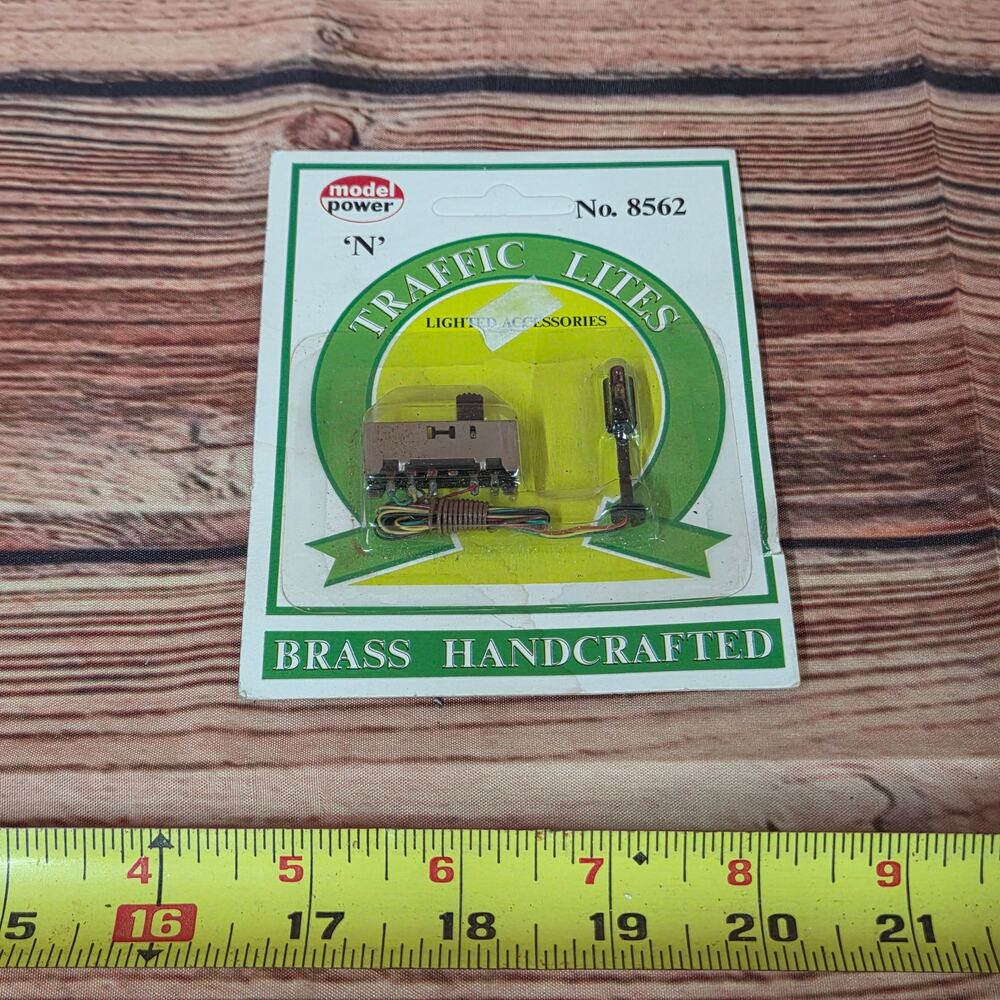 model
power
No. 8562
'N'
TRAFFIC LITES
LIGHTED ACCESSORIES
BRASS HANDCRAFTED
4 5 6 7 8 9
5 16 17 18 19 20 21